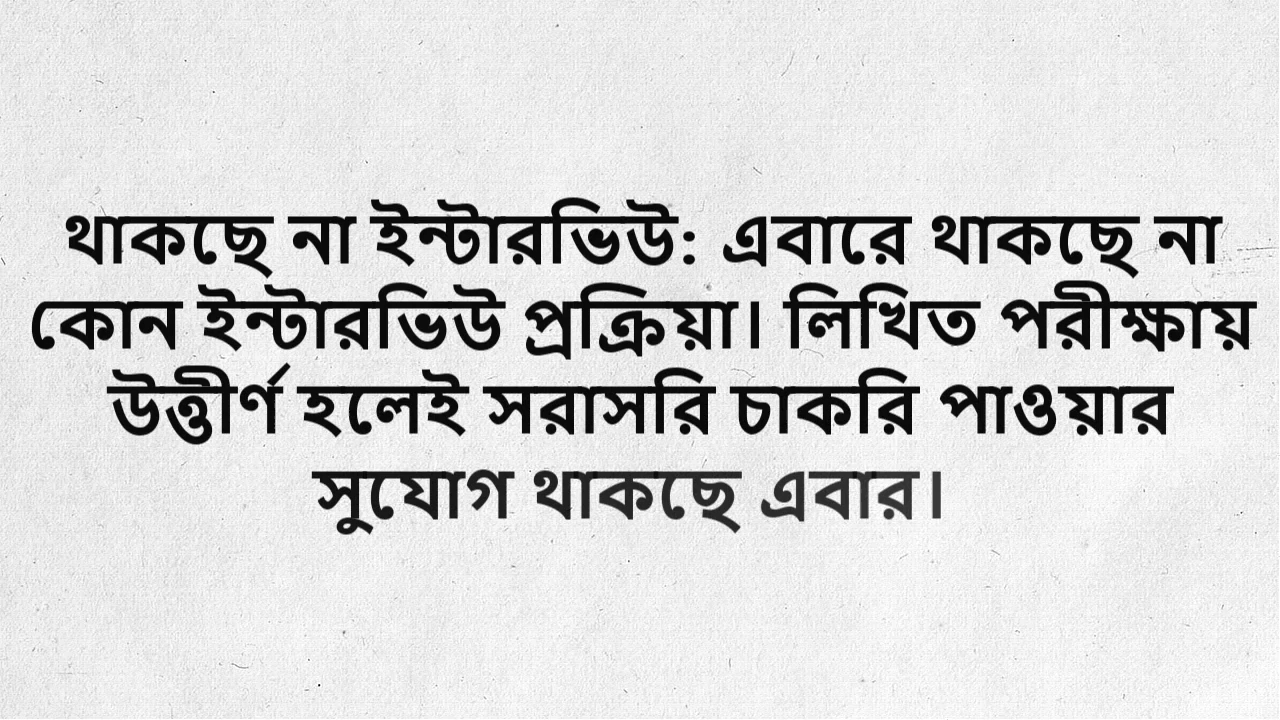 থাকছে না ইন্টারভিউ: এবারে থাকছে না
কোন ইন্টারভিউ প্রক্রিয়া। লিখিত পরীক্ষায়
উত্তীর্ণ হলেই সরাসরি চাকরি পাওয়ার
সুযোগ থাকছে এবার।